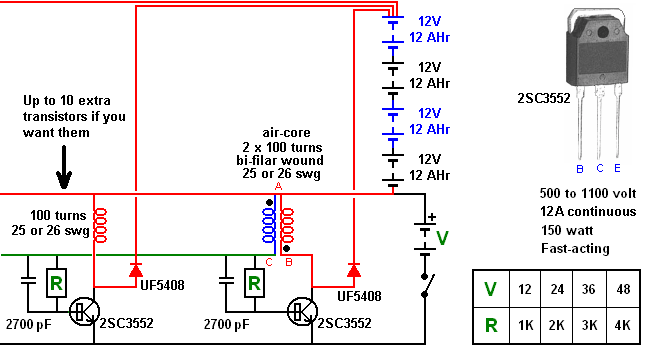 12V
12 AHr
12V
12 AHr
12V
12 AHr
12V
12 AHr
Up to 10 extra
transistors if you
want them
air-core
2 x 100 turns
bi-filar wound
25 or 26 swg
A
100 turns
25 or 26 swg
C
B
+
V
R
UF5408
2700 pF
2SC3552
R
UF5408
2700 pF
2SC3552
2SC3552
B C E
500 to 1100 volt
12A continuous
150 watt
Fast-acting
V 12 24 36 48
R 1K 2K 3K 4K